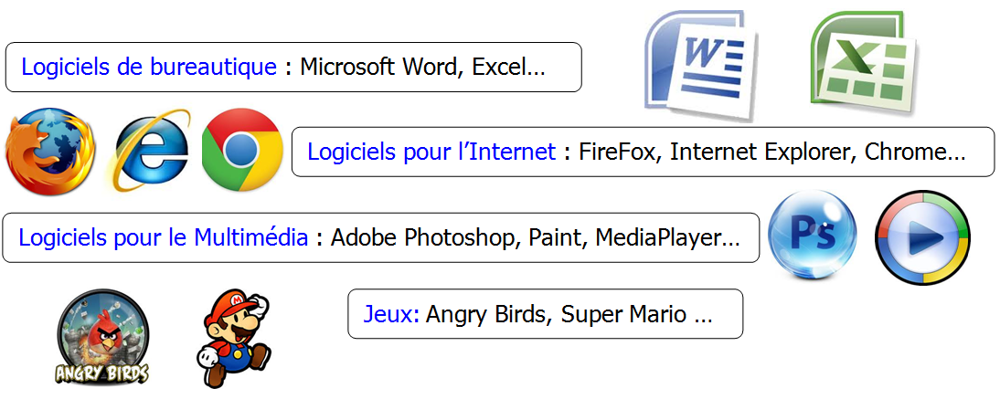 Logiciels de bureautique : Microsoft Word, Excel...
W
X
e
Logiciels pour l’Internet : FireFox, Internet Explorer, Chrome...
Logiciels pour le Multimédia : Adobe Photoshop, Paint, MediaPlayer...
Ps
Jeux: Angry Birds, Super Mario ...
M
ANGRY BIRDS